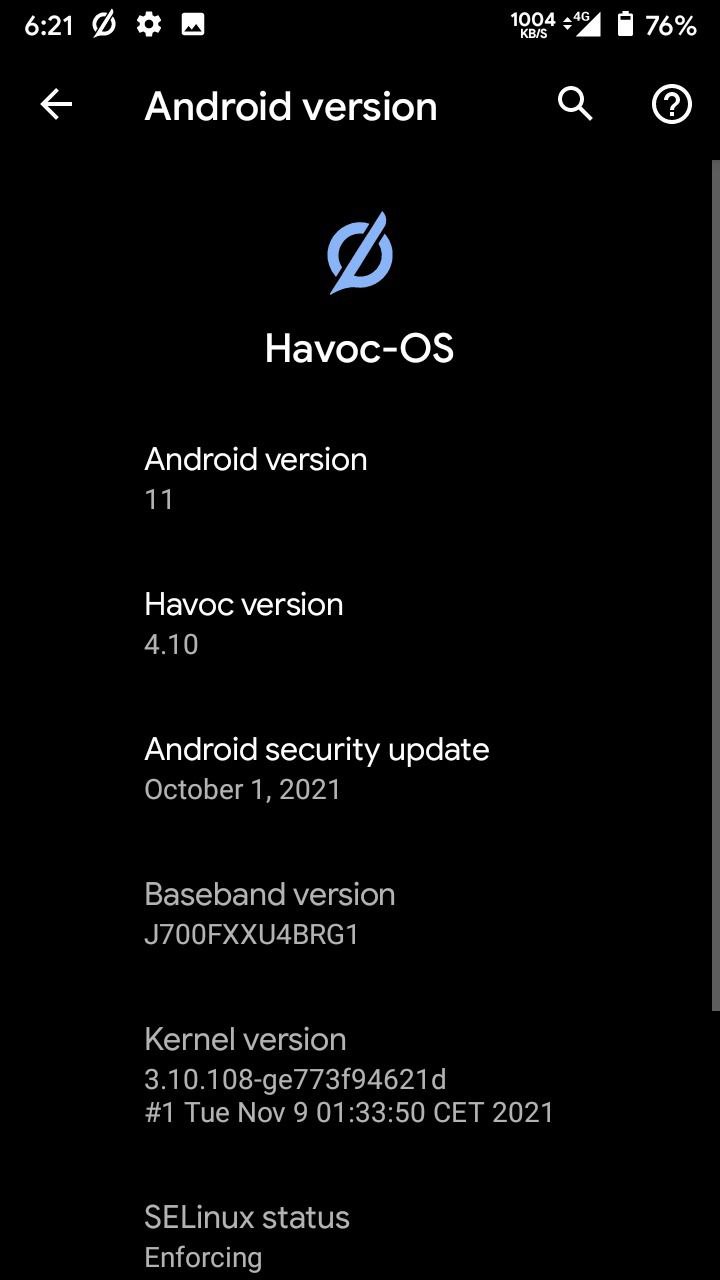 6:21 1004 KB/S 4G 76%
Android version
Havoc-OS
Android version
11
Havoc version
4.10
Android security update
October 1, 2021
Baseband version
J700FXXU4BRG1
Kernel version
3.10.108-ge773f94621d
#1 Tue Nov 9 01:33:50 CET 2021
SELinux status
Enforcing